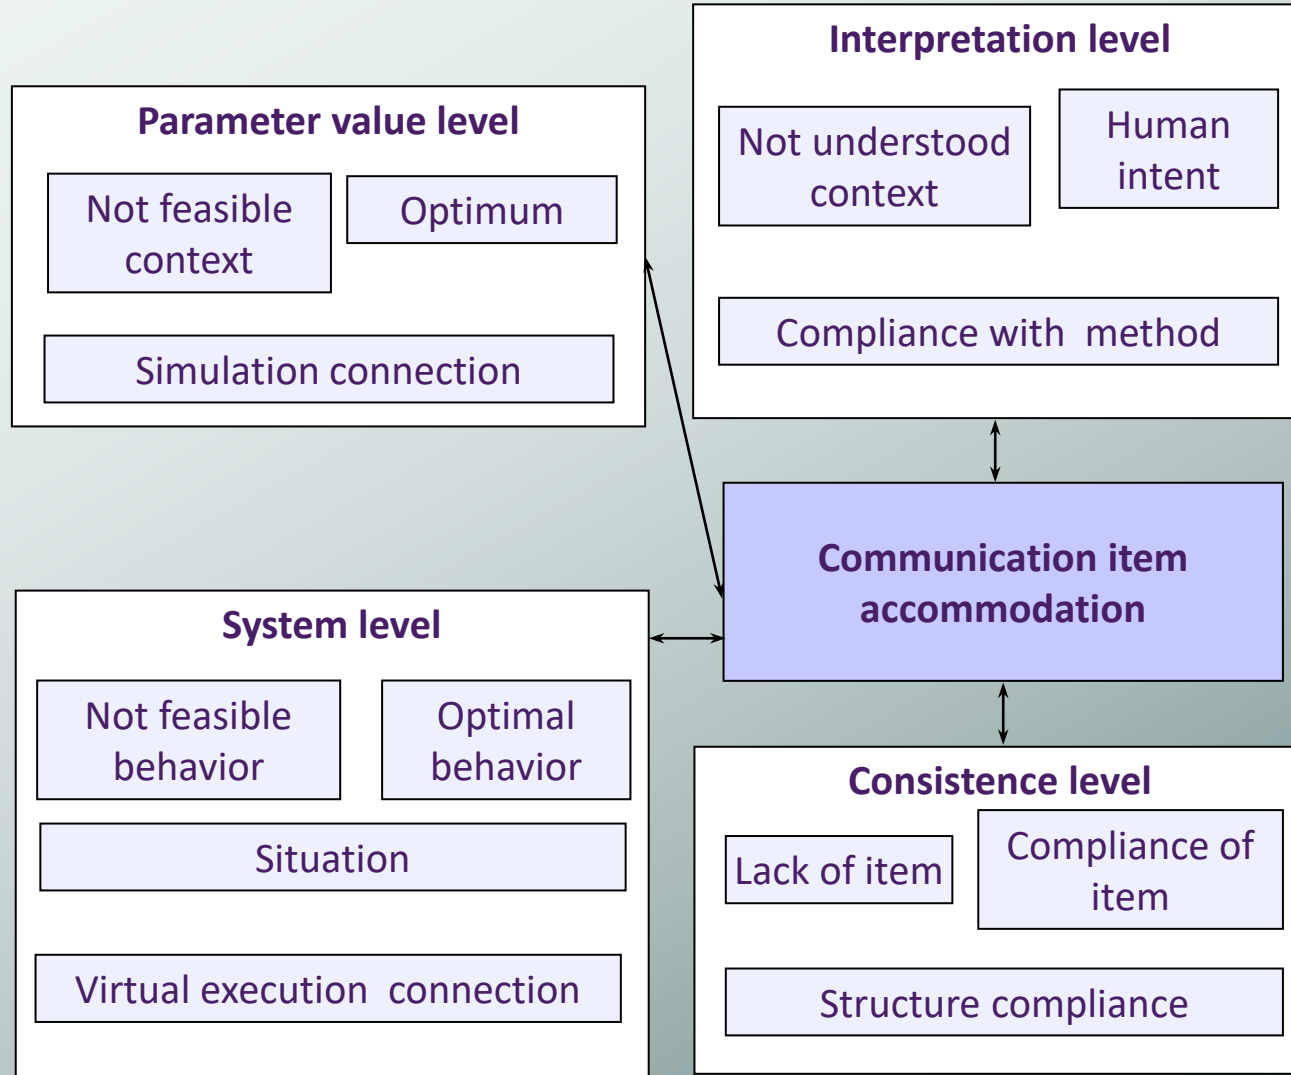 Parameter value level
Not feasible
context
Optimum
Simulation connection
Interpretation level
Not understood
context
Human
intent
Compliance with  method
Communication item
accommodation
System level
Not feasible
behavior
Optimal
behavior
Situation
Virtual execution  connection
Consistence level
Lack of item
Compliance of
item
Structure compliance